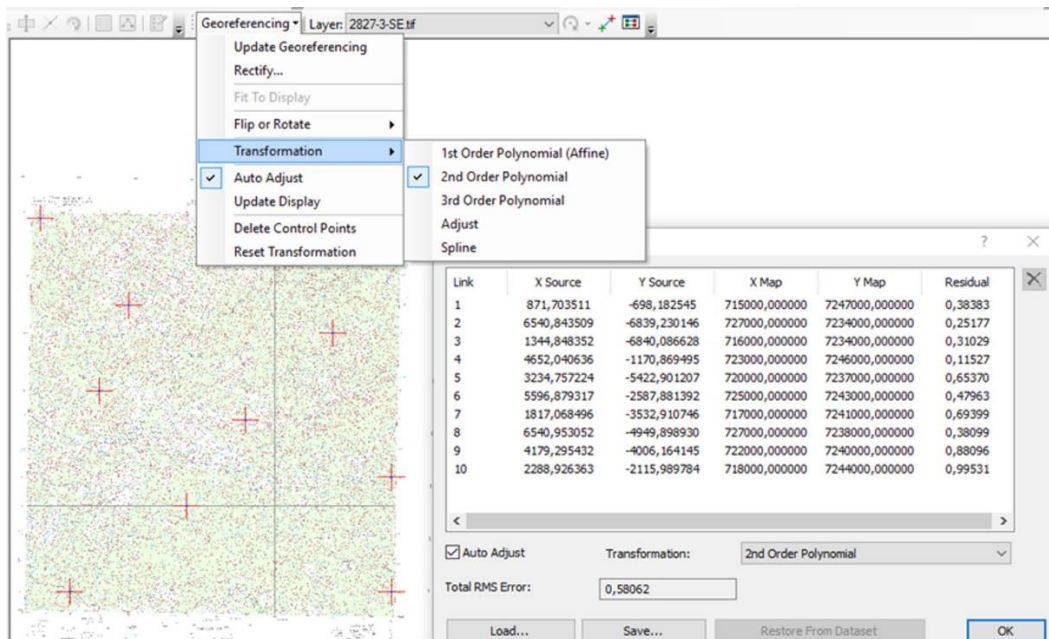 Georeferencing Layer: 2827-3-SE.tif
Update Georeferencing
Rectify...
Fit To Display
Flip or Rotate
Transformation
Auto Adjust
Update Display
Delete Control Points
Reset Transformation
1st Order Polynomial (Affine)
2nd Order Polynomial
3rd Order Polynomial
Adjust
Spline
?
Link X Source Y Source X Map Y Map Residual
1 871,703511 -698,182545 715000,000000 7247000,000000 0,38383
2 6540,843509 -6839,230146 727000,000000 7234000,000000 0,25177
3 1344,848352 -6840,086628 716000,000000 7234000,000000 0,31029
4 4652,040636 -1170,869495 723000,000000 7246000,000000 0,11527
5 3234,757224 -5422,901207 720000,000000 7237000,000000 0,65370
6 5596,879317 -2587,881392 725000,000000 7243000,000000 0,47963
7 1817,068496 -3532,910746 717000,000000 7241000,000000 0,69399
8 6540,953052 -4949,898930 727000,000000 7238000,000000 0,38099
9 4179,295432 -4006,164145 722000,000000 7240000,000000 0,88096
10 2288,926363 -2115,989784 718000,000000 7244000,000000 0,99531
Auto Adjust Transformation: 2nd Order Polynomial
Total RMS Error: 0,58062
Load... Save... Restore From Dataset OK